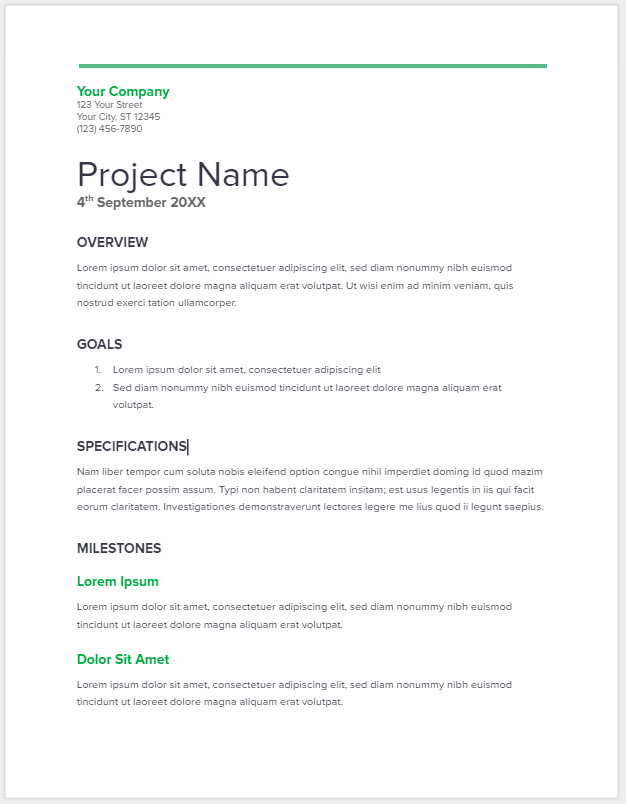 Your Company
123 Your Street
Your City, ST 12345
(123) 456-7890
Project Name
4th September 20XX
OVERVIEW
Lorem ipsum dolor sit amet, consectetuer adipiscing elit, sed diam nonummy nibh euismod
tincidunt ut laoreet dolore magna aliquam erat volutpat. Ut wisi enim ad minim veniam, quis
nostrud exerci tation ullamcorper.
GOALS
1. Lorem ipsum dolor sit amet, consectetuer adipiscing elit
2. Sed diam nonummy nibh euismod tincidunt ut laoreet dolore magna aliquam erat
volutpat.
SPECIFICATIONS
Nam liber tempor cum soluta nobis eleifend option congue nihil imperdiet doming id quod mazim
placerat facer possim assum. Typi non habent claritatem insitam; est usus legentis in iis qui facit
eorum claritatem. Investigationes demonstraverunt lectores legere me lius quod ii legunt saepius.
MILESTONES
Lorem Ipsum
Lorem ipsum dolor sit amet, consectetuer adipiscing elit, sed diam nonummy nibh euismod
tincidunt ut laoreet dolore magna aliquam erat volutpat.
Dolor Sit Amet
Lorem ipsum dolor sit amet, consectetuer adipiscing elit, sed diam nonummy nibh euismod
tincidunt ut laoreet dolore magna aliquam erat volutpat.